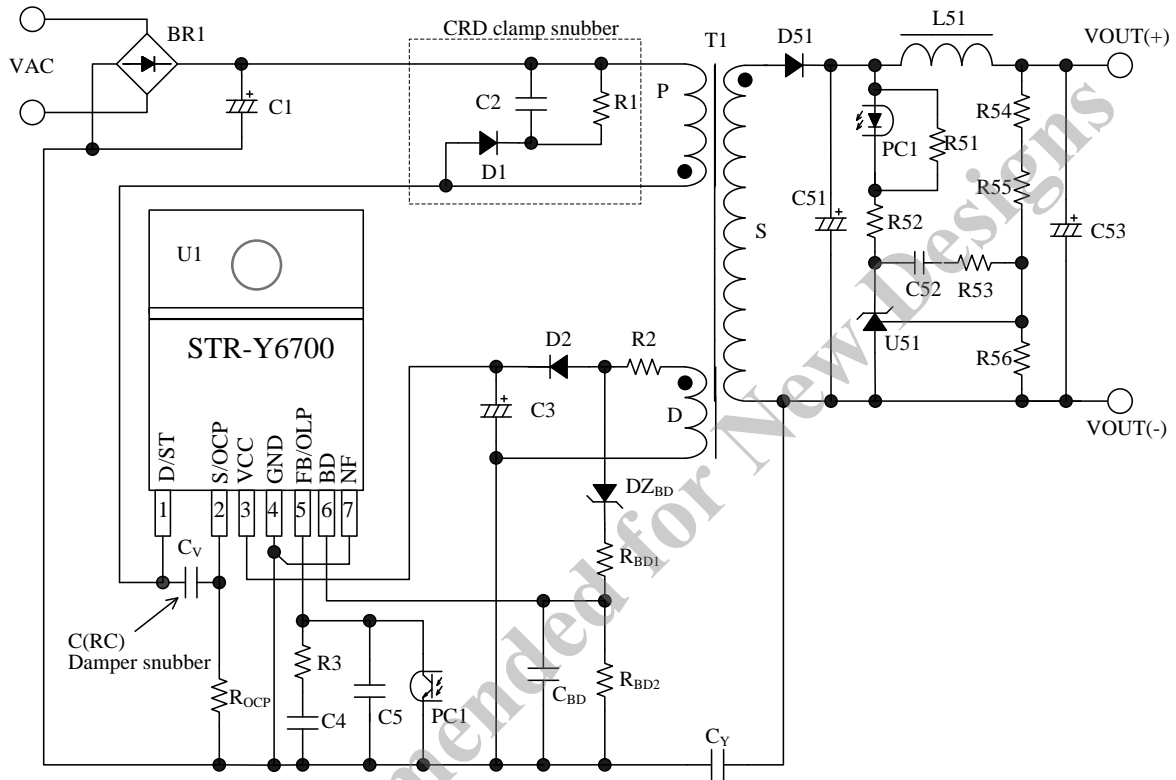 VAC
BR1
C1
CRD clamp snubber
C2
R1
D1
T1
P
S
D
D51
L51
VOUT(+)
PC1
R51
R52
C51
C52
R53
R54
R55
R56
C53
U51
VOUT(-)
U1
STR-Y6700
D/ST
S/OCP
VCC
GND
FB/OLP
BD
NF
1
2
3
4
5
6
7
D2
R2
C3
DZBD
RBD1
RBD2
CBD
CV
C(RC)
Damper snubber
ROCP
R3
C4
C5
PC1
CY
mended for New Designs